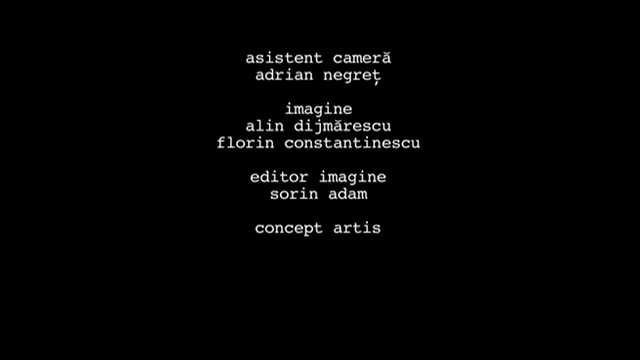 asistent cameră
adrian negreț
imagine
alin dijmărescu
florin constantinescu
editor imagine
sorin adam
concept artis